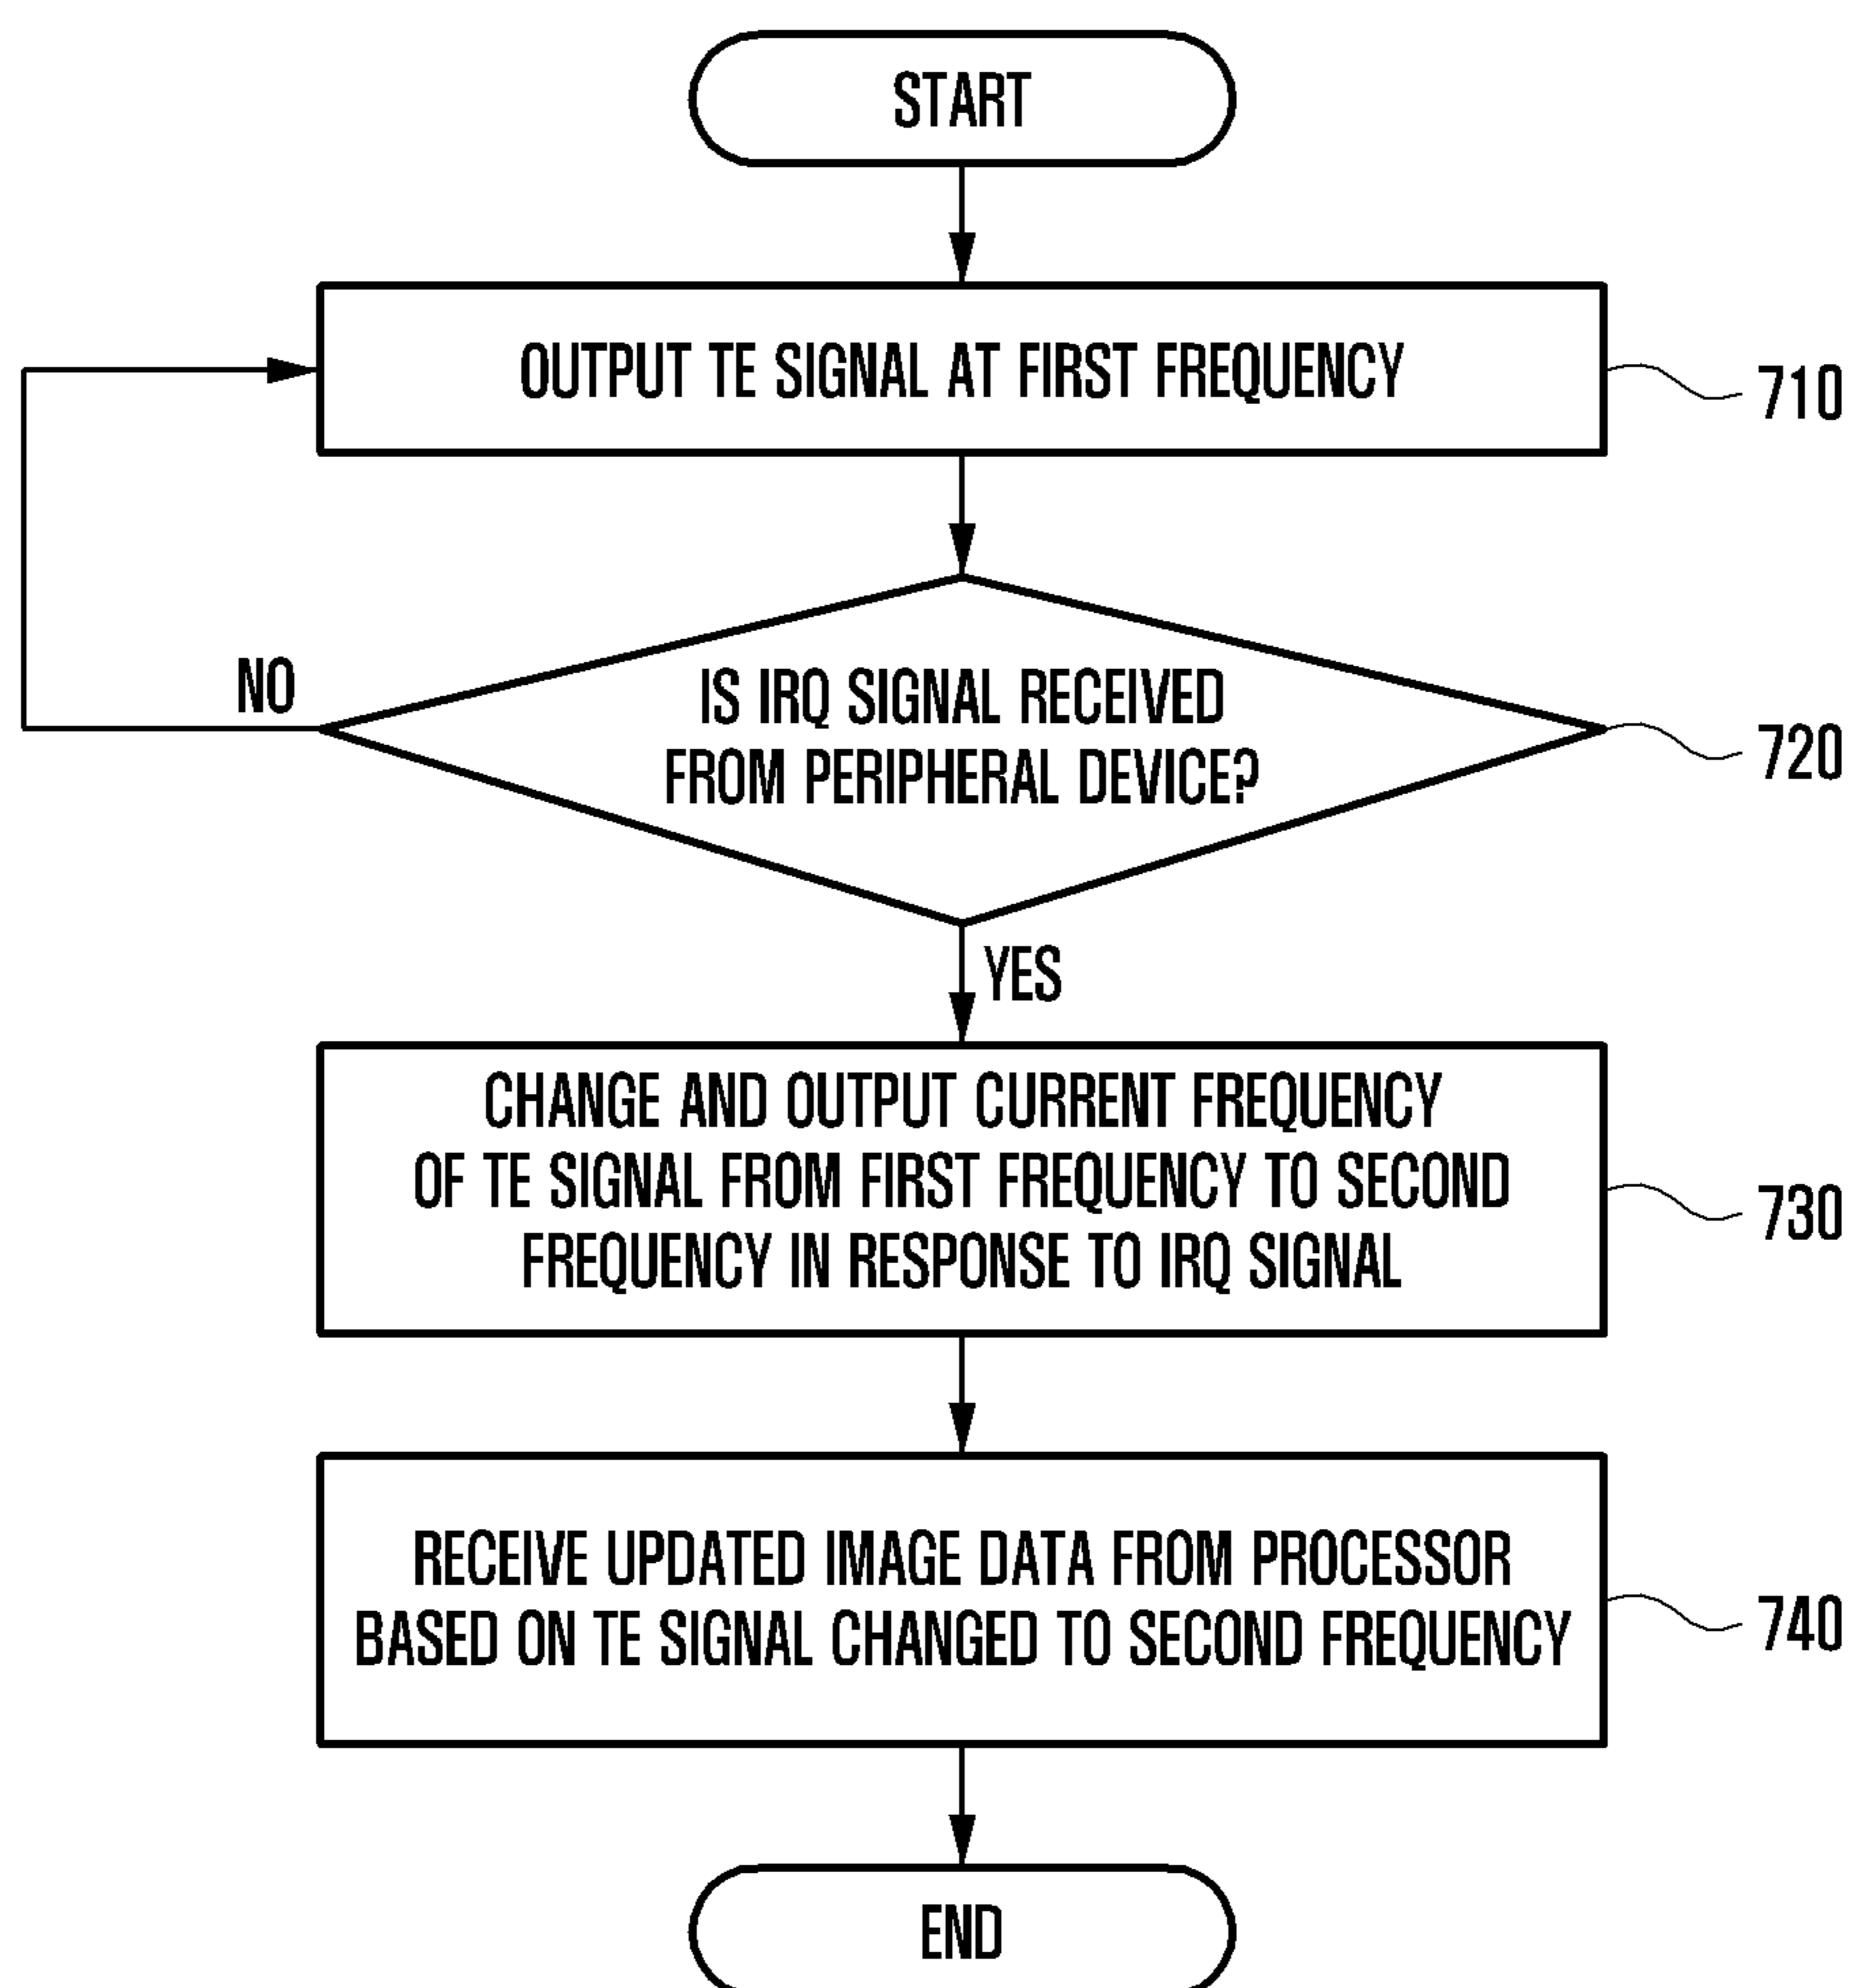 START
OUTPUT TE SIGNAL AT FIRST FREQUENCY
710
IS IRQ SIGNAL RECEIVED
FROM PERIPHERAL DEVICE?
720
NO
YES
CHANGE AND OUTPUT CURRENT FREQUENCY
OF TE SIGNAL FROM FIRST FREQUENCY TO SECOND
FREQUENCY IN RESPONSE TO IRQ SIGNAL
730
RECEIVE UPDATED IMAGE DATA FROM PROCESSOR
BASED ON TE SIGNAL CHANGED TO SECOND FREQUENCY
740
END